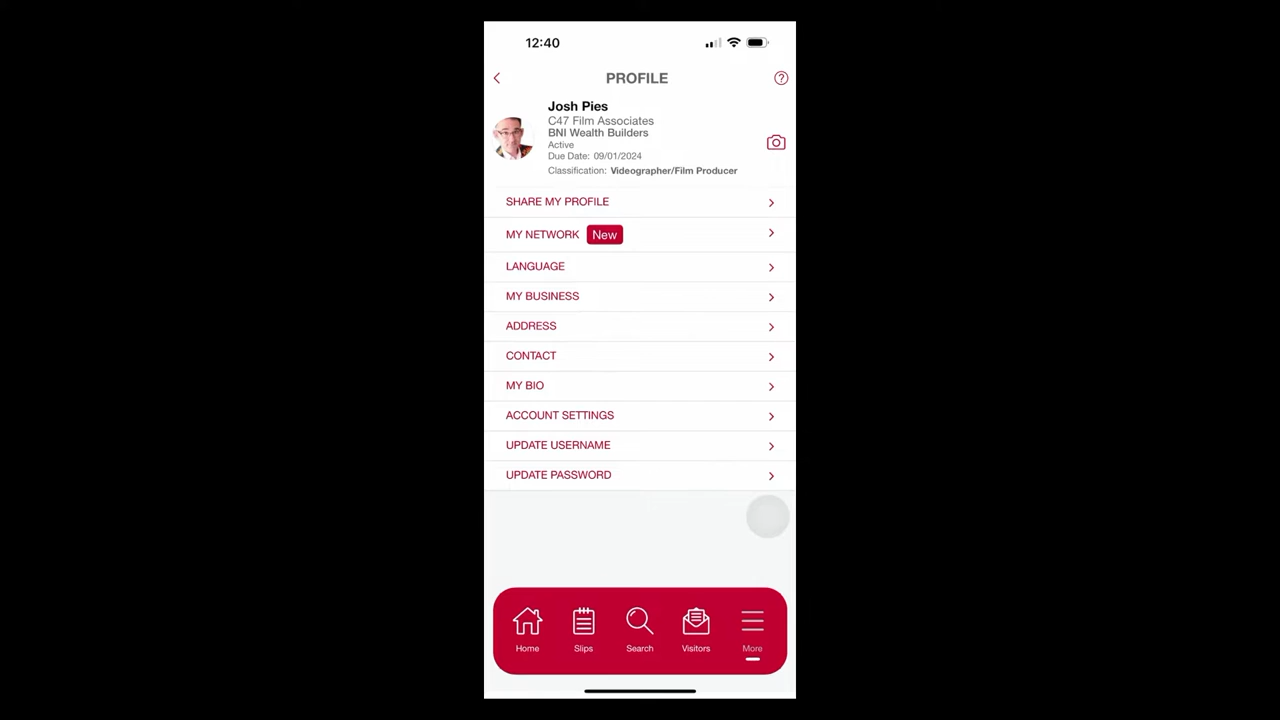 12:40
PROFILE
Josh Pies
C47 Film Associates
BNI Wealth Builders
Active
Due Date: 09/01/2024
Classification: Videographer/Film Producer
SHARE MY PROFILE
MY NETWORK New
LANGUAGE
MY BUSINESS
ADDRESS
CONTACT
MY BIO
ACCOUNT SETTINGS
UPDATE USERNAME
UPDATE PASSWORD
Home Slips Search Visitors More